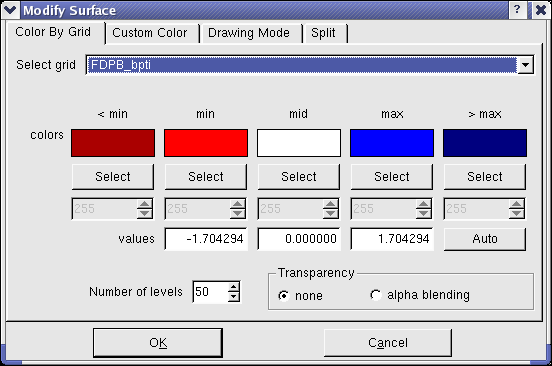 Modify Surface ? X
Color By Grid Custom Color Drawing Mode Split
Select grid FDPB_bpti
< min min mid max > max
colors
Select Select Select Select Select
255 255 255 255 255
values -1.704294 0.000000 1.704294 Auto
Transparency
Number of levels 50 none alpha blending
OK Cancel